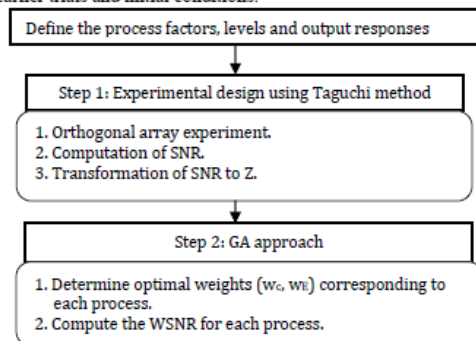 Define the process factors, levels and output responses
Step 1: Experimental design using Taguchi method
1. Orthogonal array experiment.
2. Computation of SNR.
3. Transformation of SNR to Z.
Step 2: GA approach
1. Determine optimal weights (wc, wE) corresponding to
each process.
2. Compute the WSNR for each process.